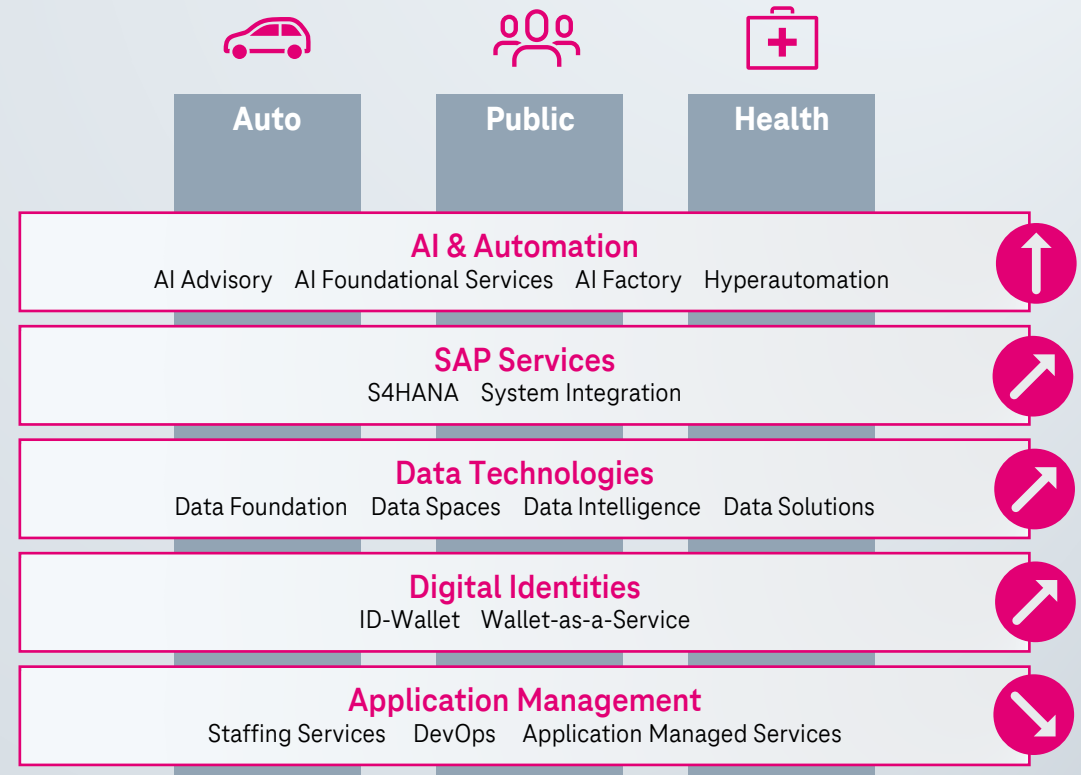 Auto Public Health
AI & Automation
AI Advisory AI Foundational Services AI Factory Hyperautomation
SAP Services
S4HANA System Integration
Data Technologies
Data Foundation Data Spaces Data Intelligence Data Solutions
Digital Identities
ID-Wallet Wallet-as-a-Service
Application Management
Staffing Services DevOps Application Managed Services